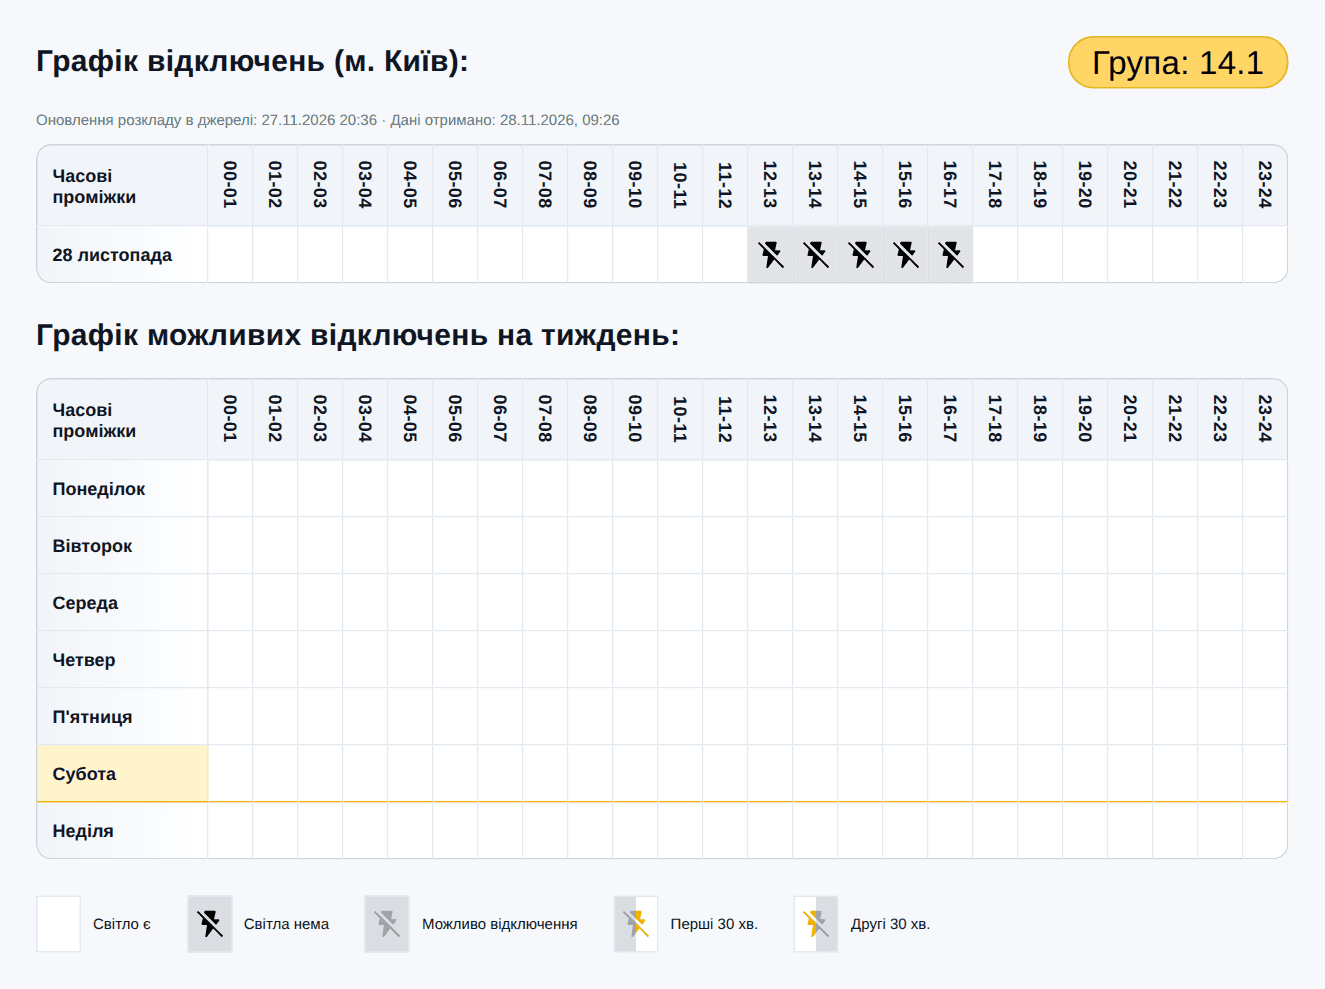 Графік відключень (м. Київ):
Група: 14.1
Оновлення розкладу в джерелі: 27.11.2026 20:36 · Дані отримано: 28.11.2026, 09:26
Часові
проміжки
00-01 01-02 02-03 03-04 04-05 05-06 06-07 07-08 08-09 09-10 10-11 11-12 12-13 13-14 14-15 15-16 16-17 17-18 18-19 19-20 20-21 21-22 22-23 23-24
28 листопада
Графік можливих відключень на тиждень:
Часові
проміжки
00-01 01-02 02-03 03-04 04-05 05-06 06-07 07-08 08-09 09-10 10-11 11-12 12-13 13-14 14-15 15-16 16-17 17-18 18-19 19-20 20-21 21-22 22-23 23-24
Понеділок
Вівторок
Середа
Четвер
П'ятниця
Субота
Неділя
Світло є
Світла нема
Можливо відключення
Перші 30 хв.
Другі 30 хв.